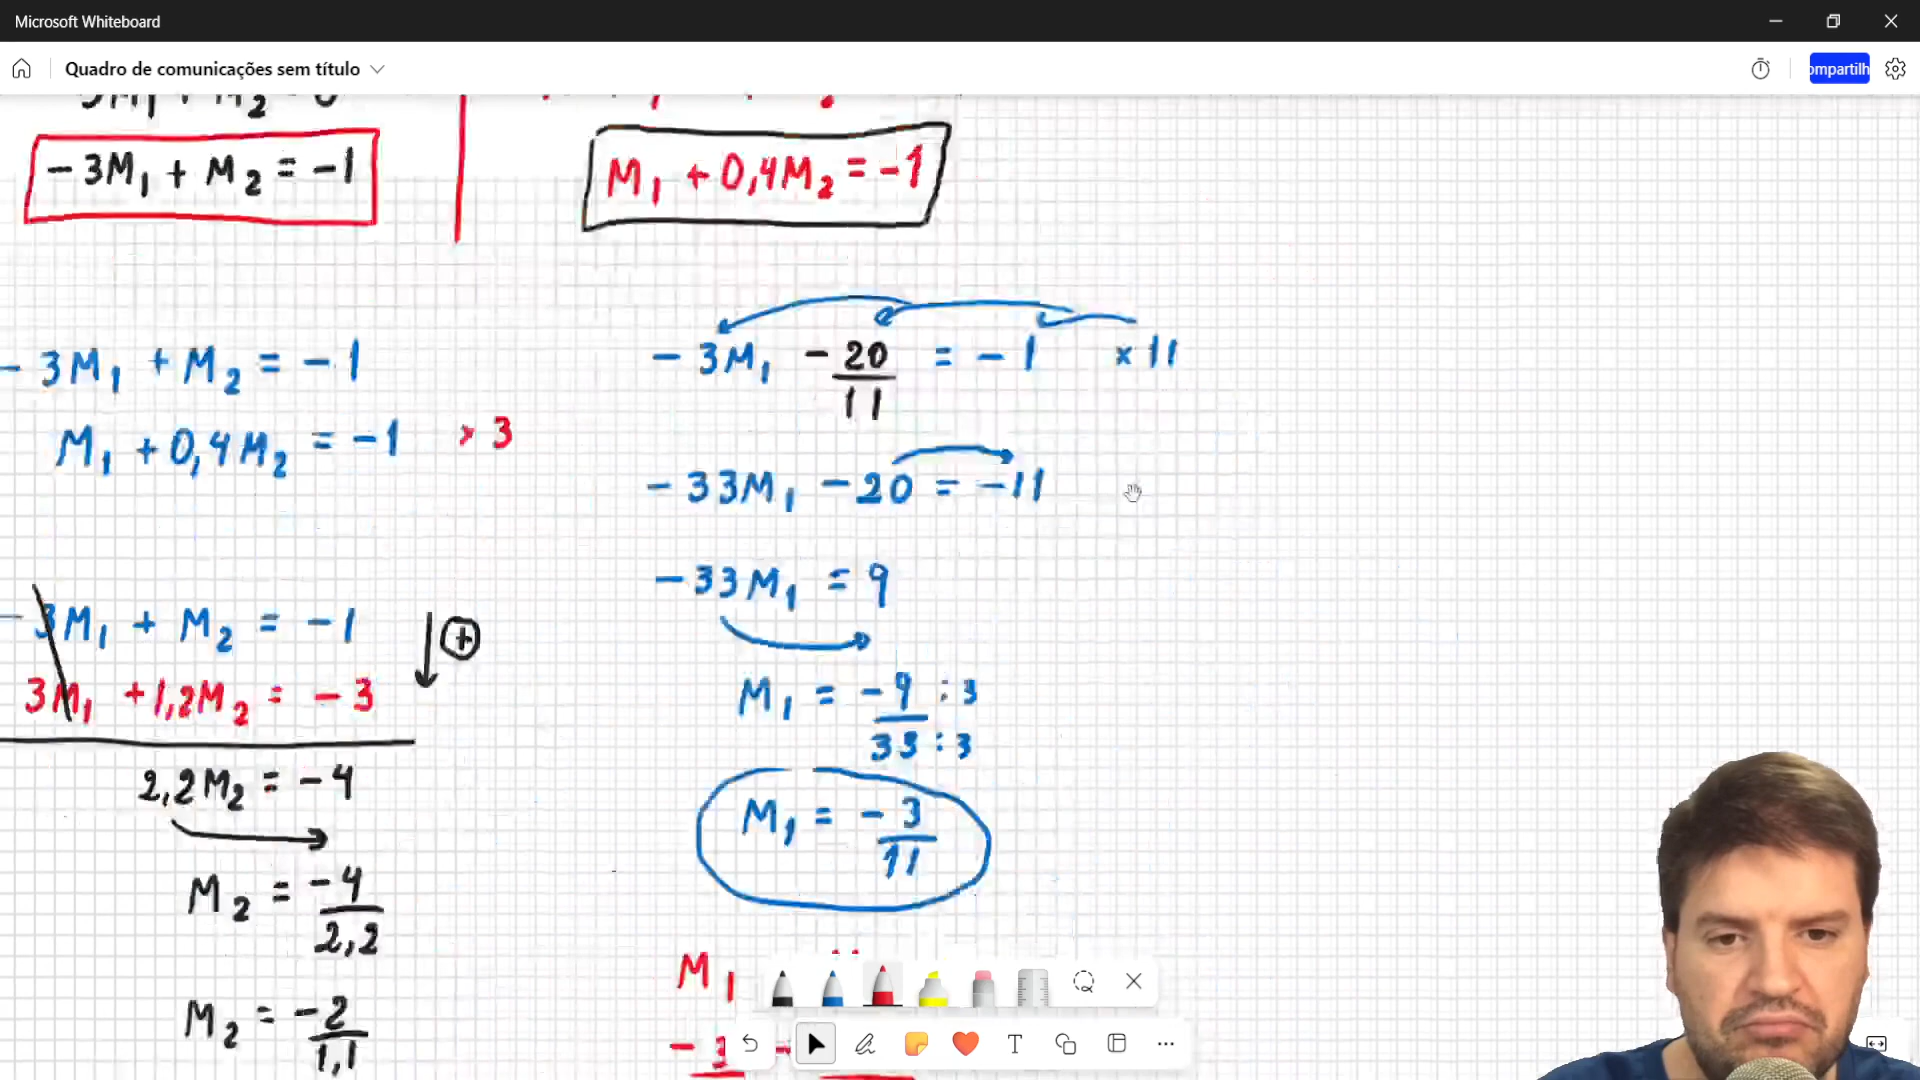 Microsoft Whiteboard
Quadro de comunicações sem título
ompartilh
-3M₁ + M₂ = -1
M₁ + 0,4M₂ = -1
- 3M₁ + M₂ = -1
M₁ + 0,4M₂ = -1 × 3
- 3M₁ + M₂ = -1
3M₁ + 1,2M₂ = -3
+
2,2M₂ = -4
M₂ = -4/2,2
M₂ = -2/1,1
- 3M₁ - 20/11 = -1 × 11
-33M₁ - 20 = -11
-33M₁ = 9
M₁ = -9 : 3
33 : 3
M₁ = -3/11
M₁